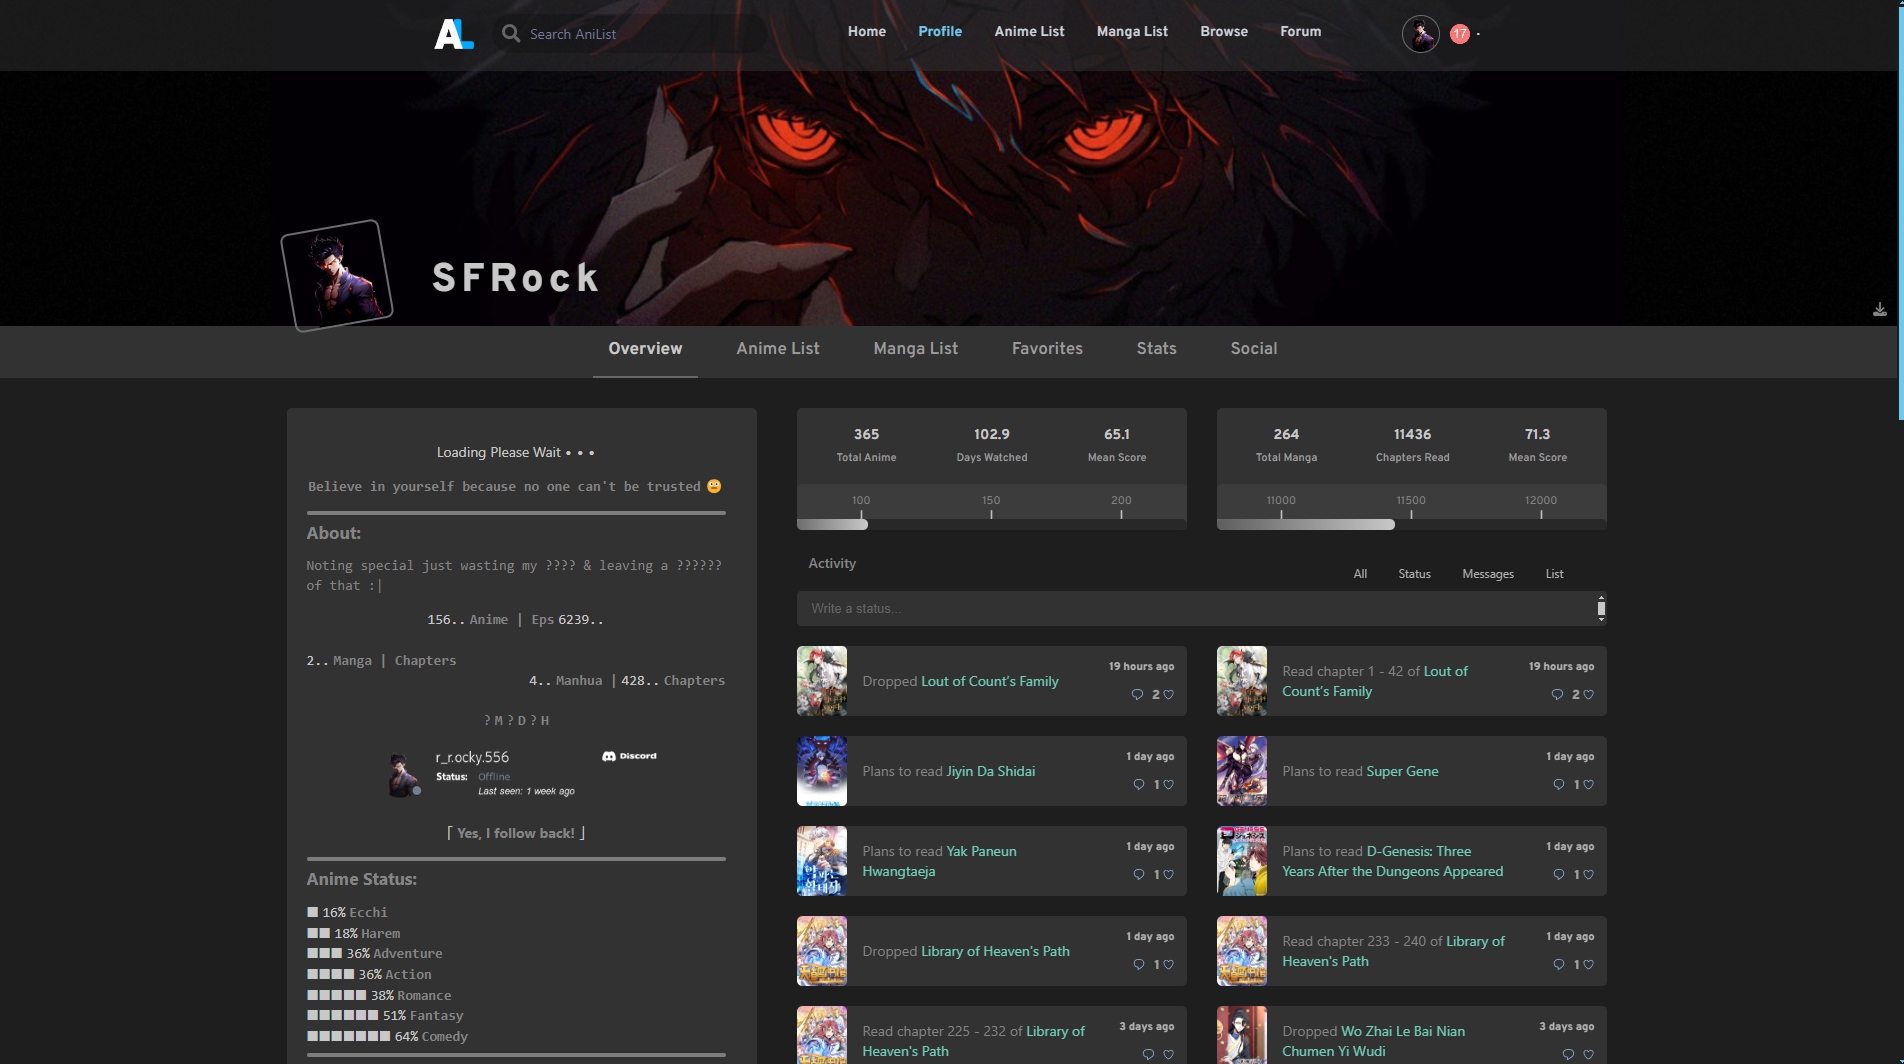 AL
Search AniList
Home
Profile
Anime List
Manga List
Browse
Forum
17
SFRock
Overview
Anime List
Manga List
Favorites
Stats
Social
Loading Please Wait • • •
Believe in yourself because no one can't be trusted
About:
Noting special just wasting my ???? & leaving a ??????
of that :|
156.. Anime | Eps 6239..
2.. Manga | Chapters
4.. Manhua | 428.. Chapters
? M ? D ? H
r_r.ocky.556
Discord
Status: Offline
Last seen: 1 week ago
⌈ Yes, I follow back! ⌋
Anime Status:
■ 16% Ecchi
■■ 18% Harem
■■■ 36% Adventure
■■■■ 36% Action
■■■■■ 38% Romance
■■■■■■ 51% Fantasy
■■■■■■■ 64% Comedy
365
102.9
65.1
Total Anime
Days Watched
Mean Score
100
150
200
264
11436
71.3
Total Manga
Chapters Read
Mean Score
11000
11500
12000
Activity
All
Status
Messages
List
Write a status...
Dropped Lout of Count's Family
19 hours ago
2
Read chapter 1 - 42 of Lout of
Count's Family
19 hours ago
2
Plans to read Jiyin Da Shidai
1 day ago
1
Plans to read Super Gene
1 day ago
1
Plans to read Yak Paneun
Hwangtaeja
1 day ago
1
Plans to read D-Genesis: Three
Years After the Dungeons Appeared
1 day ago
1
Dropped Library of Heaven's Path
1 day ago
1
Read chapter 233 - 240 of Library of
Heaven's Path
1 day ago
1
Read chapter 225 - 232 of Library of
Heaven's Path
3 days ago
Dropped Wo Zhai Le Bai Nian
Chumen Yi Wudi
3 days ago